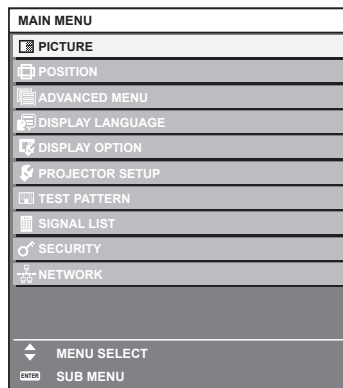 MAIN MENU
PICTURE
POSITION
ADVANCED MENU
DISPLAY LANGUAGE
DISPLAY OPTION
PROJECTOR SETUP
TEST PATTERN
SIGNAL LIST
SECURITY
NETWORK
MENU SELECT
ENTER SUB MENU